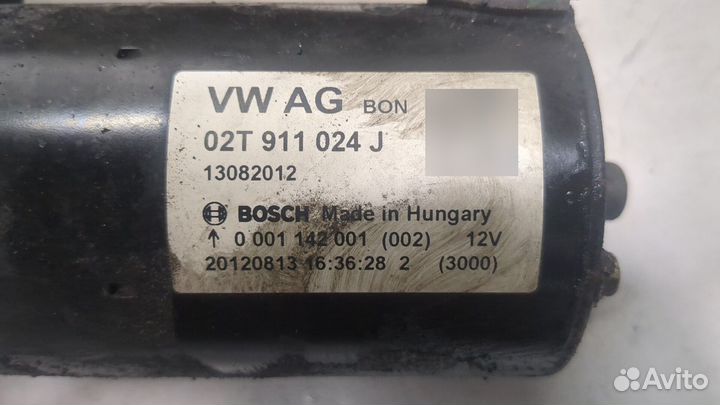 VW AG BON
02T 911 024 J
13082012
BOSCH Made in Hungary
↑ 0 001 142 001 (002) 12V
20120813 16:36:28 2 (3000)
Avito